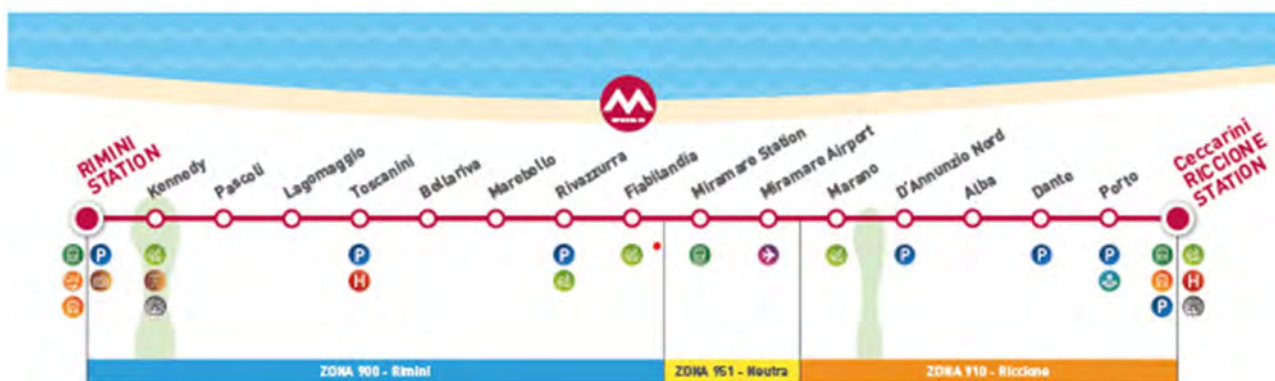 M
RIMINI
STATION
Kennedy
Pascoli
Lagomaggio
Toscanini
Bellariva
Marebello
Rivazzurra
Fiabilandia
Miramare Station
Miramare Airport
Marano
D'Annunzio Nord
Alba
Dante
Porto
Ceccarini
RICCIONE
STATION
P
P
P
P
P
P
H
H
P
ZONA 900 - Rimini
ZONA 951 - Neutra
ZONA 910 - Riccione